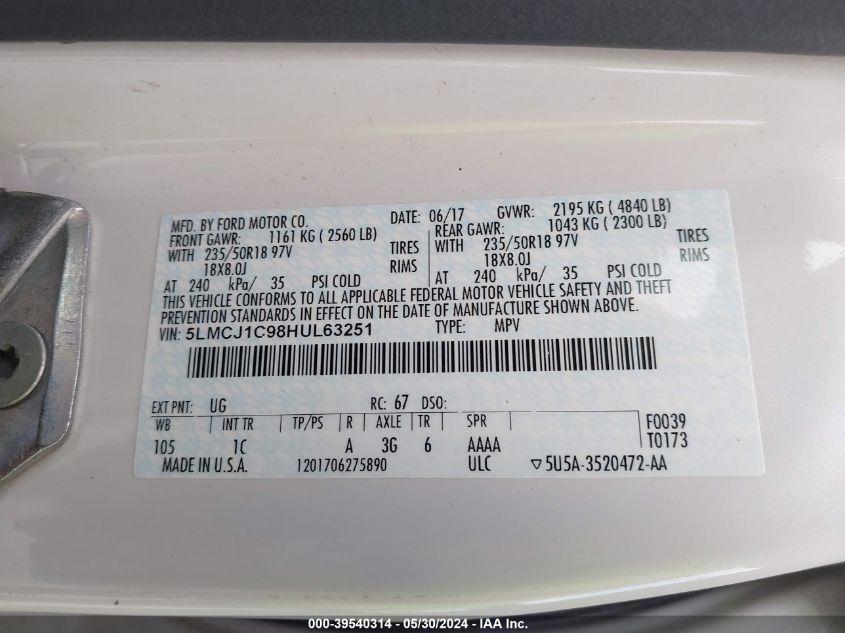 MFD. BY FORD MOTOR CO. DATE: 06/17 GVWR: 2195 KG ( 4840 LB)
FRONT GAWR: 1161 KG ( 2560 LB) REAR GAWR: 1043 KG ( 2300 LB)
WITH 235/50R18 97V TIRES WITH 235/50R18 97V TIRES
18X8.0J RIMS 18X8.0J RIMS
AT 240 kPa/ 35 PSI COLD AT 240 kPa/ 35 PSI COLD
THIS VEHICLE CONFORMS TO ALL APPLICABLE FEDERAL MOTOR VEHICLE SAFETY AND THEFT
PREVENTION STANDARDS IN EFFECT ON THE DATE OF MANUFACTURE SHOWN ABOVE.
VIN: 5LMCJ1C98HUL63251 TYPE: MPV
EXT PNT: UG RC: 67 DSO:
WB INT TR TP/PS R AXLE TR SPR F0039
105 1C A 3G 6 AAAA T0173
MADE IN U.S.A. 1201706275890 ULC ▽5U5A-3520472-AA
000-39540314 - 05/30/2024 - IAA Inc.